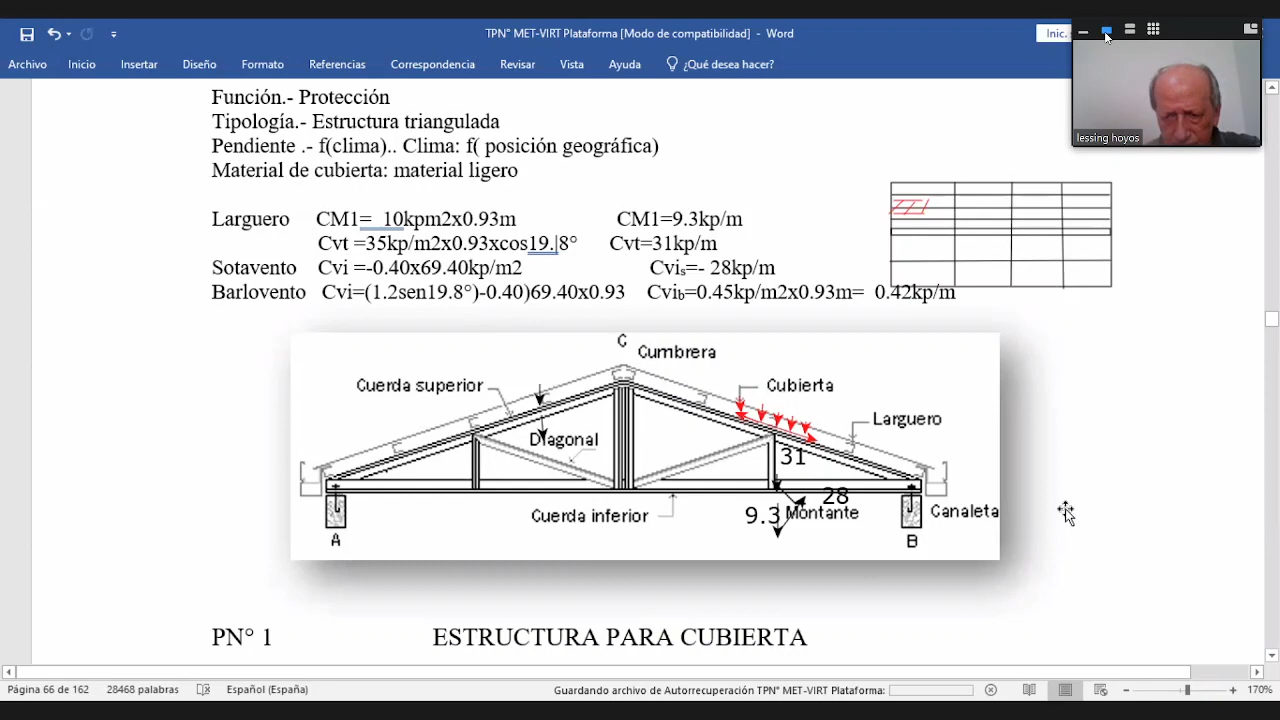 TPN° MET-VIRT Plataforma [Modo de compatibilidad] - Word
Inic.
Archivo Inicio Insertar Diseño Formato Referencias Correspondencia Revisar Vista Ayuda ¿Qué desea hacer?
lessing hoyos
Función.- Protección
Tipología.- Estructura triangulada
Pendiente .- f(clima).. Clima: f( posición geográfica)
Material de cubierta: material ligero
Larguero CM1= 10kpm2x0.93m CM1=9.3kp/m
Cvt =35kp/m2x0.93xcos19.8° Cvt=31kp/m
Sotavento Cvi =-0.40x69.40kp/m2 Cvis=- 28kp/m
Barlovento Cvi=(1.2sen19.8°)-0.40)69.40x0.93 Cvib=0.45kp/m2x0.93m= 0.42kp/m
C
Cumbrera
Cuerda superior
Cubierta
Larguero
Diagonal
31
28
Cuerda inferior
9.3
Montante
Canaleta
A
B
PN° 1 ESTRUCTURA PARA CUBIERTA
Página 66 de 162 28468 palabras Español (España) Guardando archivo de Autorrecuperación TPN° MET-VIRT Plataforma: 170%